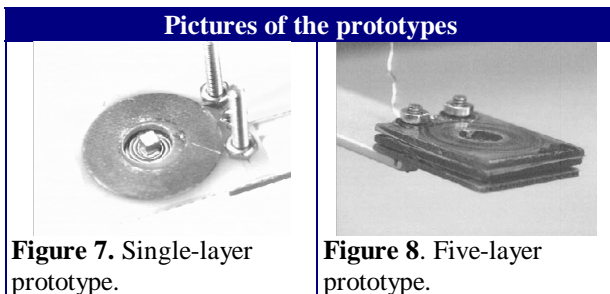 Pictures of the prototypes
Figure 7. Single-layer
prototype.
Figure 8. Five-layer
prototype.